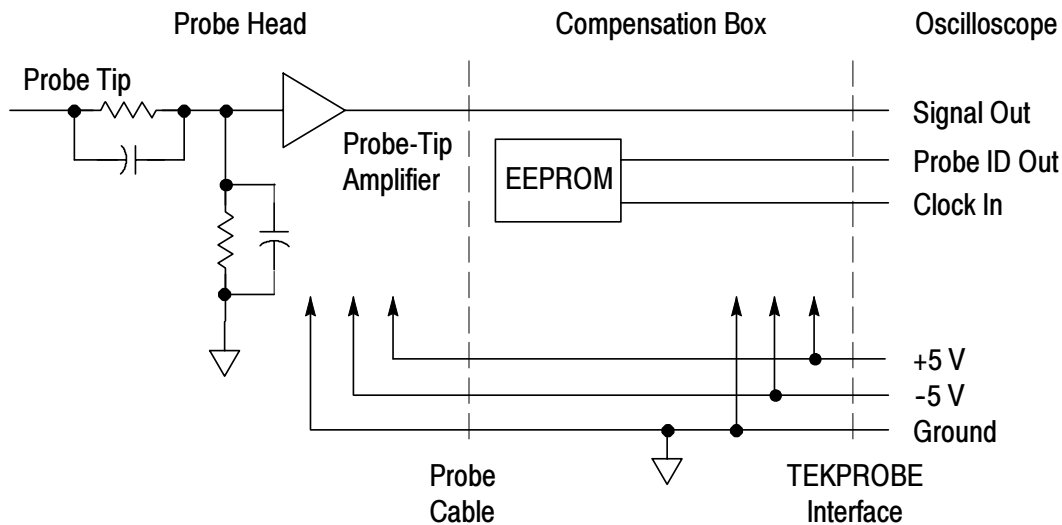 Probe Head
Compensation Box
Oscilloscope
Probe Tip
Probe-Tip
Amplifier
EEPROM
Signal Out
Probe ID Out
Clock In
+5 V
-5 V
Ground
Probe
Cable
TEKPROBE
Interface